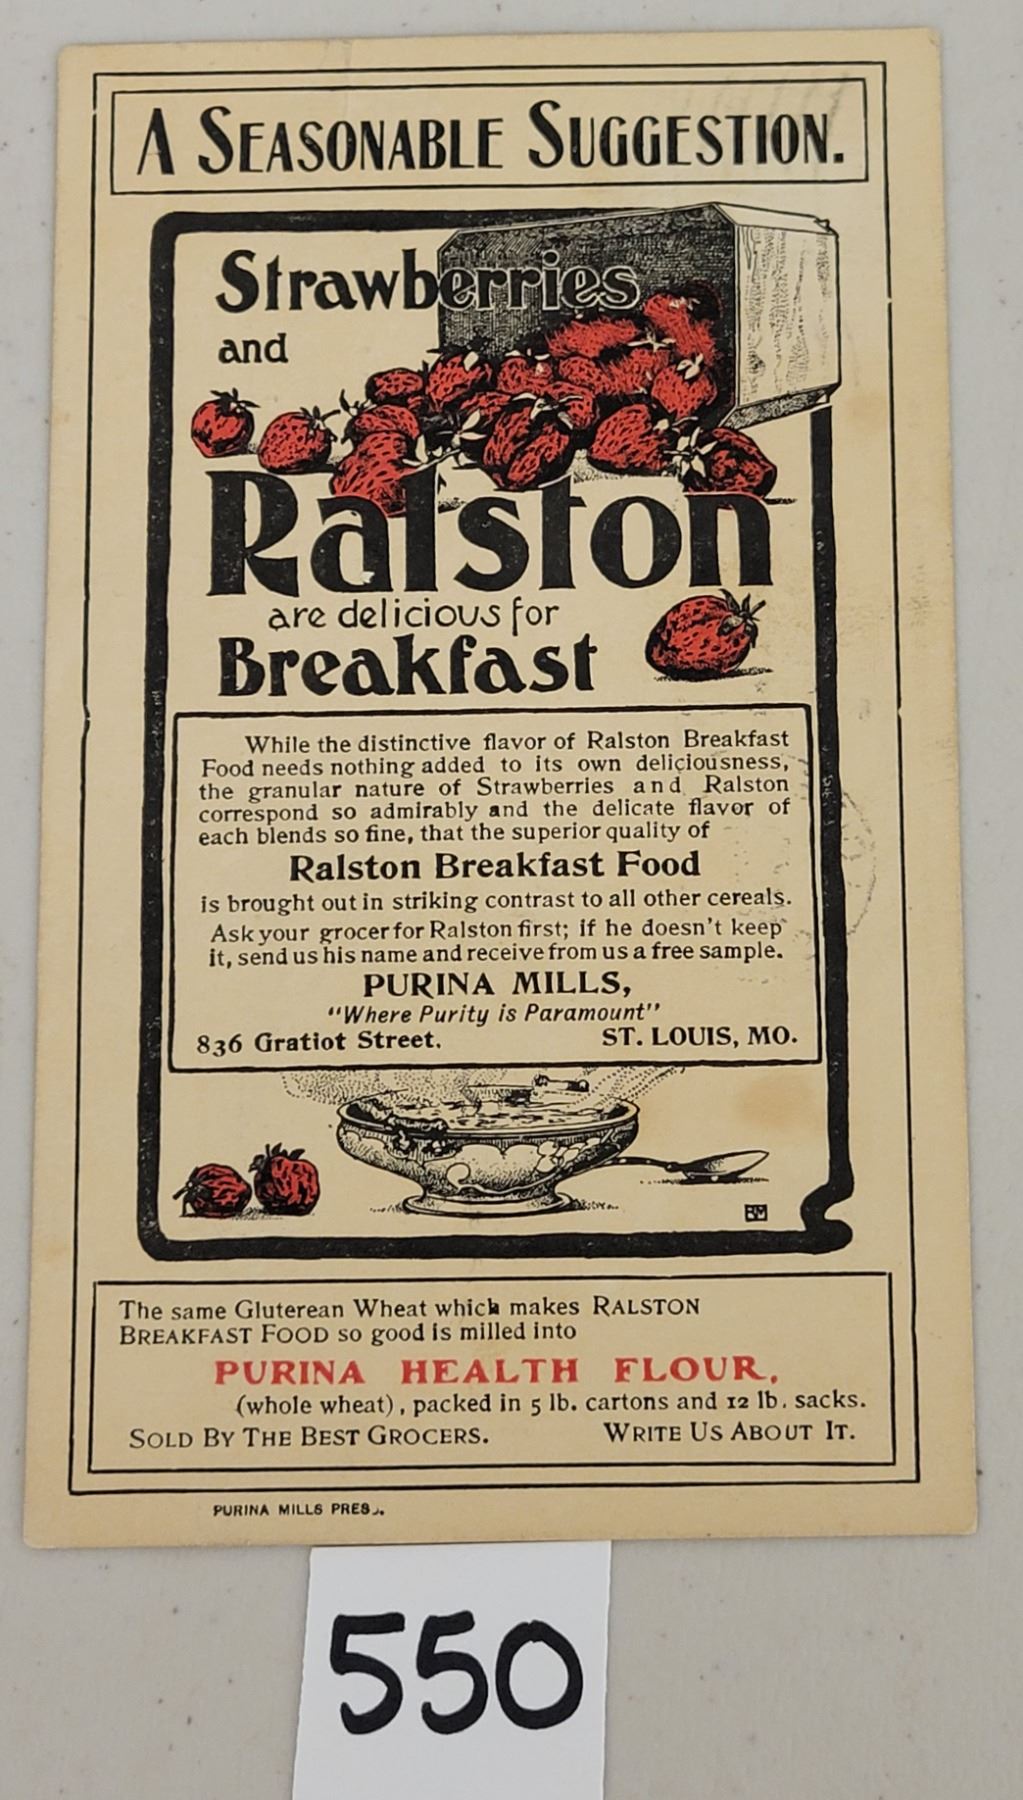 A SEASONABLE SUGGESTION.
Strawberries
and
Ralston
are delicious for
Breakfast
While the distinctive flavor of Ralston Breakfast
Food needs nothing added to its own deliciousness,
the granular nature of Strawberries and Ralston
correspond so admirably and the delicate flavor of
each blends so fine, that the superior quality of
Ralston Breakfast Food
is brought out in striking contrast to all other cereals.
Ask your grocer for Ralston first; if he doesn't keep
it, send us his name and receive from us a free sample.
PURINA MILLS,
"Where Purity is Paramount"
836 Gratiot Street. ST. LOUIS, MO.
The same Gluterean Wheat which makes RALSTON
BREAKFAST FOOD so good is milled into
PURINA HEALTH FLOUR,
(whole wheat), packed in 5 lb. cartons and 12 lb. sacks.
SOLD BY THE BEST GROCERS. WRITE US ABOUT IT.
PURINA MILLS PRESS.
550